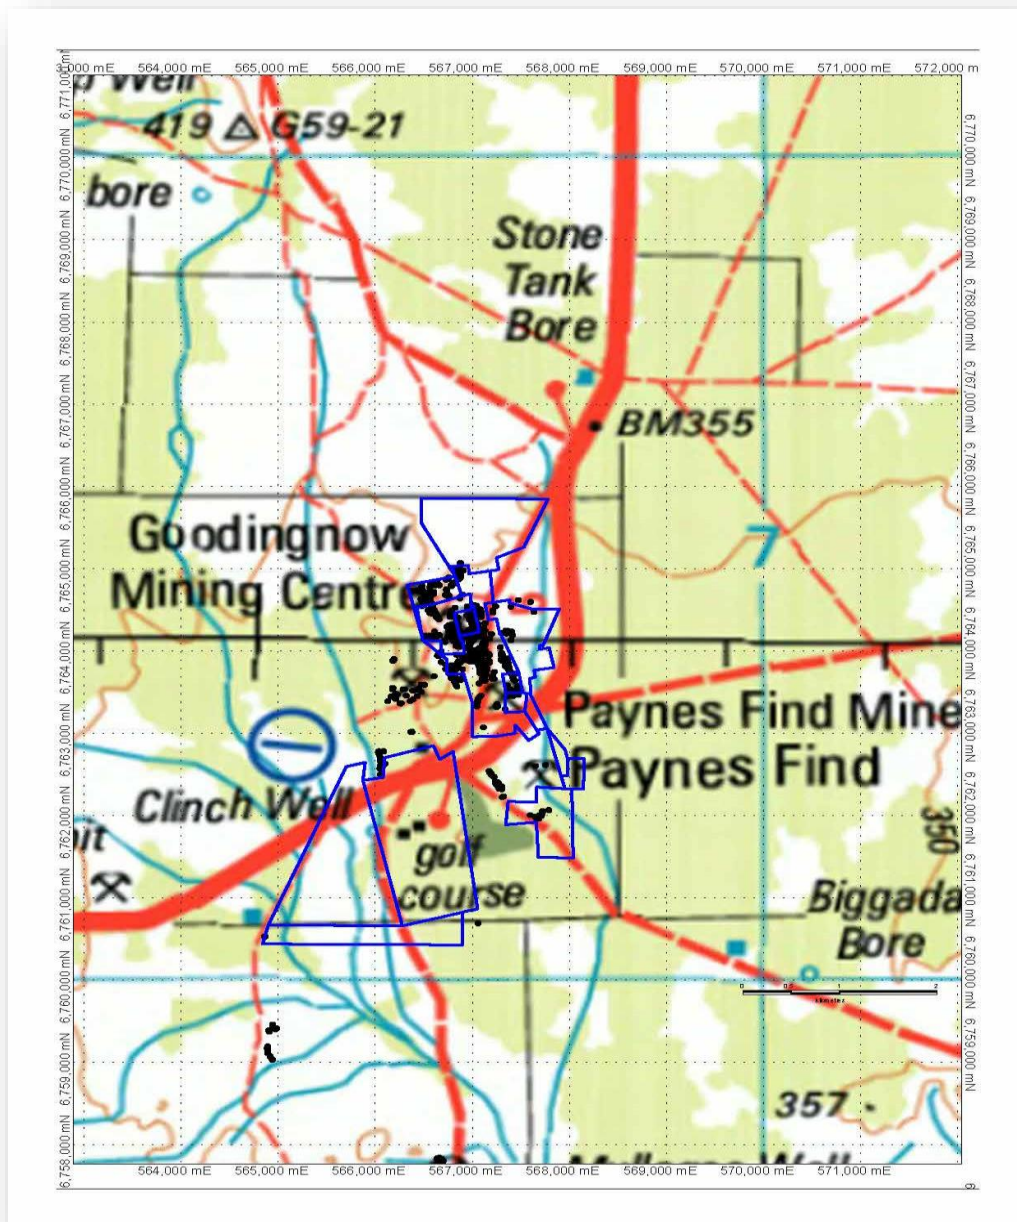 564,000 mE 565,000 mE 566,000 mE 567,000 mE 568,000 mE 569,000 mE 570,000 mE 571,000 mE 572,000 m
Well
419 G59-21
bore
Stone
Tank
Bore
BM355
Goodingnow
Mining Centre
Paynes Find Mine
Paynes Find
Clinch Well
golf
course
350
Biggada
Bore
357
6,771,000 m
6,770,000 mN
6,769,000 mN
6,768,000 mN
6,767,000 mN
6,766,000 mN
6,765,000 mN
6,764,000 mN
6,763,000 mN
6,762,000 mN
6,761,000 mN
6,760,000 mN
6,759,000 mN
6,758,000 mN
6,770,000 mN
6,769,000 mN
6,768,000 mN
6,767,000 mN
6,766,000 mN
6,765,000 mN
6,764,000 mN
6,763,000 mN
6,762,000 mN
6,761,000 mN
6,760,000 mN
6,759,000 mN
6
564,000 mE 565,000 mE 566,000 mE 567,000 mE 568,000 mE 569,000 mE 570,000 mE 571,000 mE